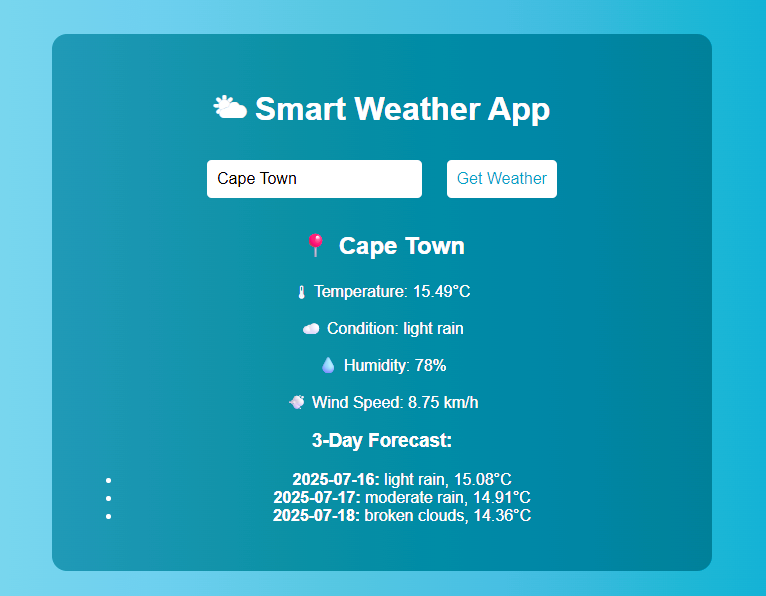 Smart Weather App
Cape Town
Get Weather
Cape Town
Temperature: 15.49°C
Condition: light rain
Humidity: 78%
Wind Speed: 8.75 km/h
3-Day Forecast:
2025-07-16: light rain, 15.08°C
2025-07-17: moderate rain, 14.91°C
2025-07-18: broken clouds, 14.36°C